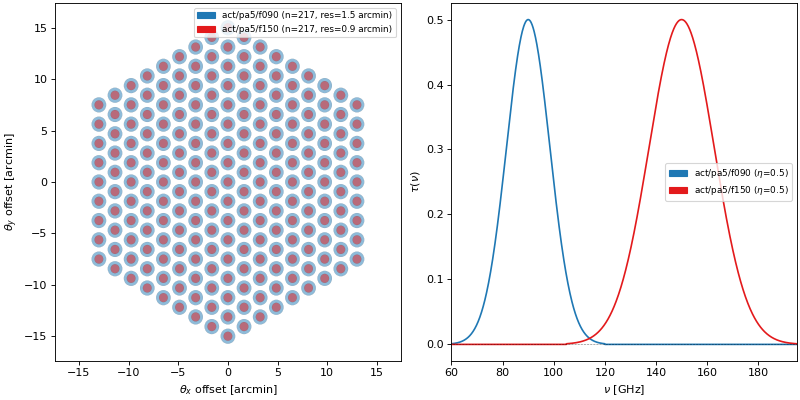 act/pa5/f090 (n=217, res=1.5 arcmin)
act/pa5/f150 (n=217, res=0.9 arcmin)
15
10
5
0
−5
−10
−15
θy offset [arcmin]
−15 −10 −5 0 5 10 15
θx offset [arcmin]
0.5
0.4
0.3
0.2
0.1
0.0
τ(ν)
act/pa5/f090 (η=0.5)
act/pa5/f150 (η=0.5)
60 80 100 120 140 160 180
ν [GHz]